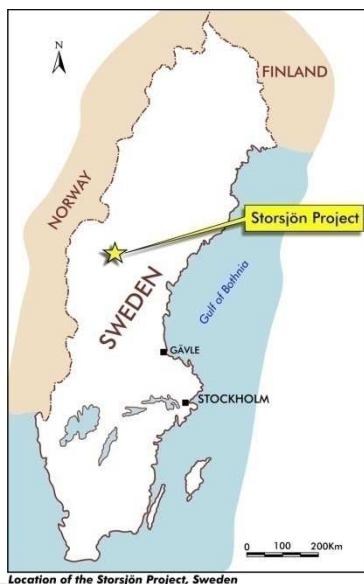 N
FINLAND
NORWAY
Storsjön Project
SWEDEN
Gulf of Bothnia
GÄVLE
STOCKHOLM
0 100 200Km
Location of the Storsjön Project, Sweden